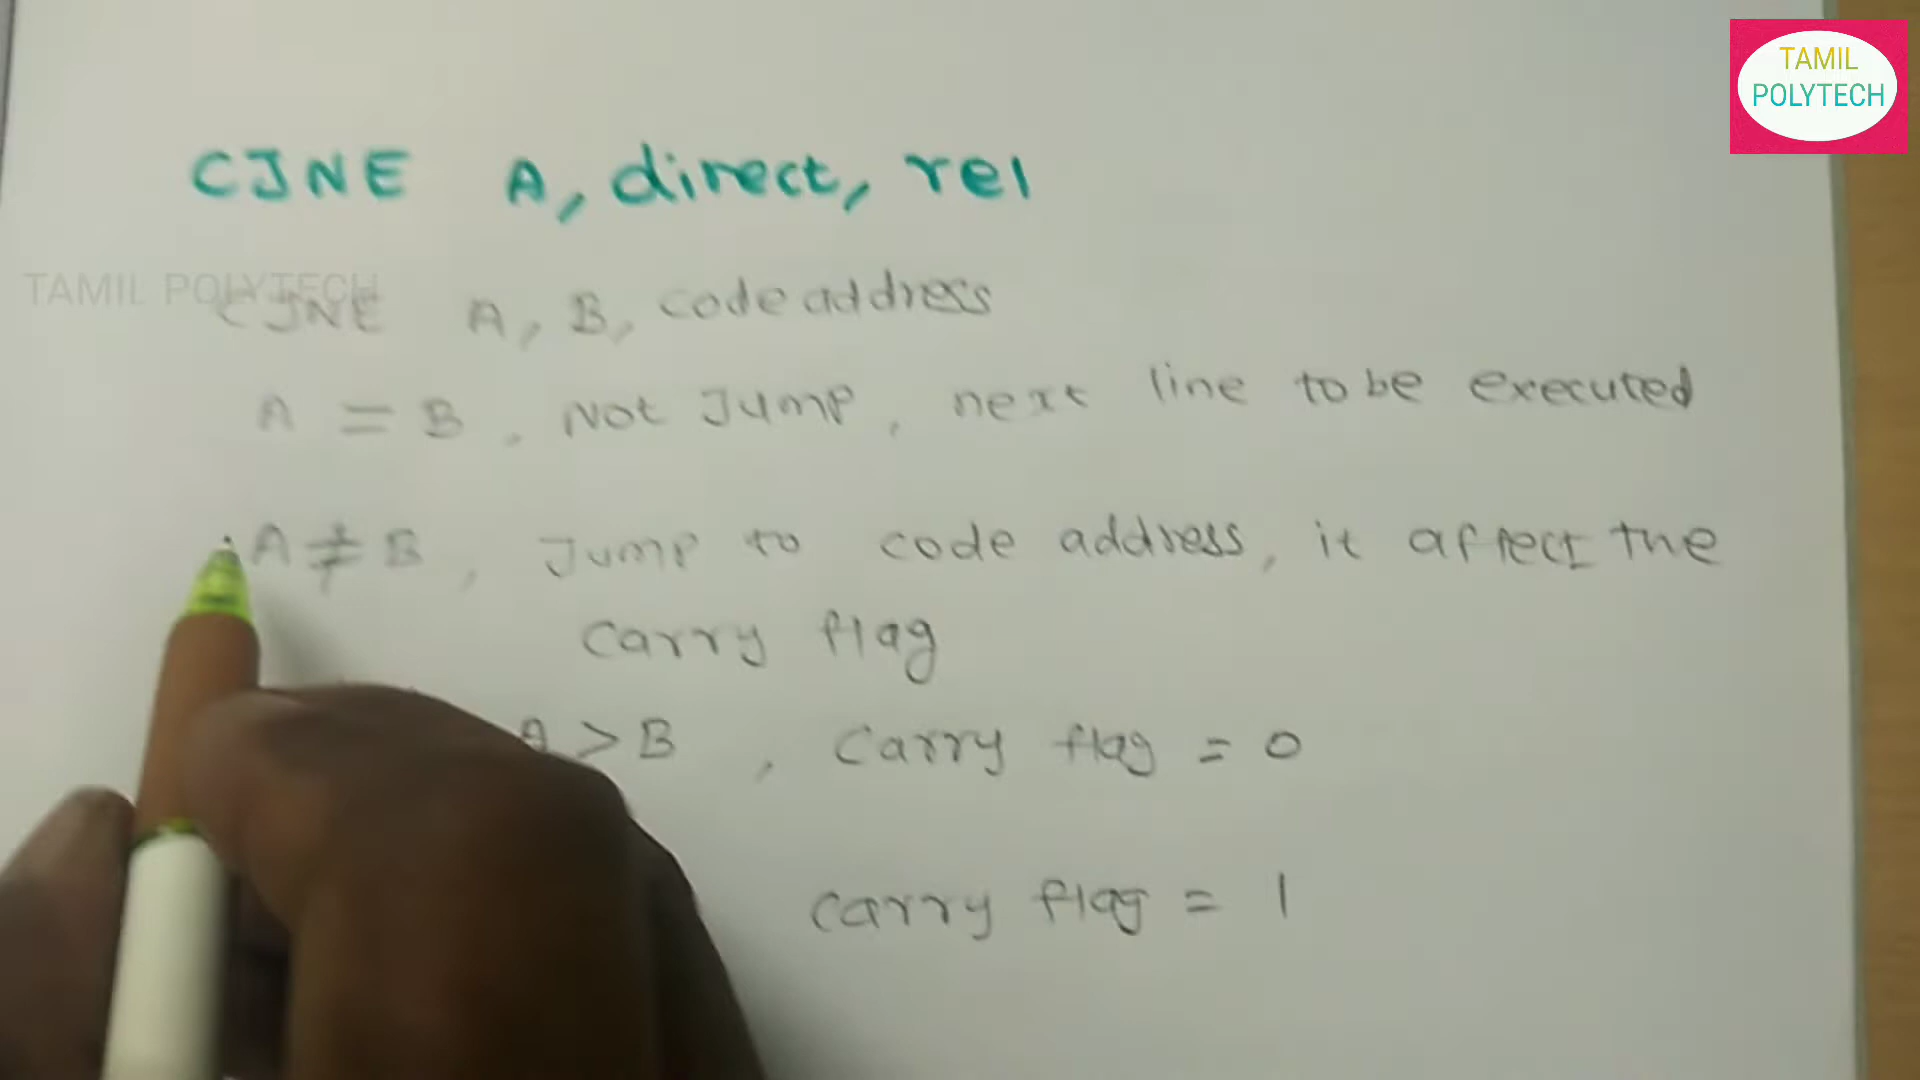 TAMIL
POLYTECH
CJNE A, direct, rel
TAMIL POLYTECH
CJNE A, B, code address
A = B, Not Jump, next line to be executed
A ≠ B, Jump to code address, it affect the
carry flag
A > B, Carry flag = 0
carry flag = 1